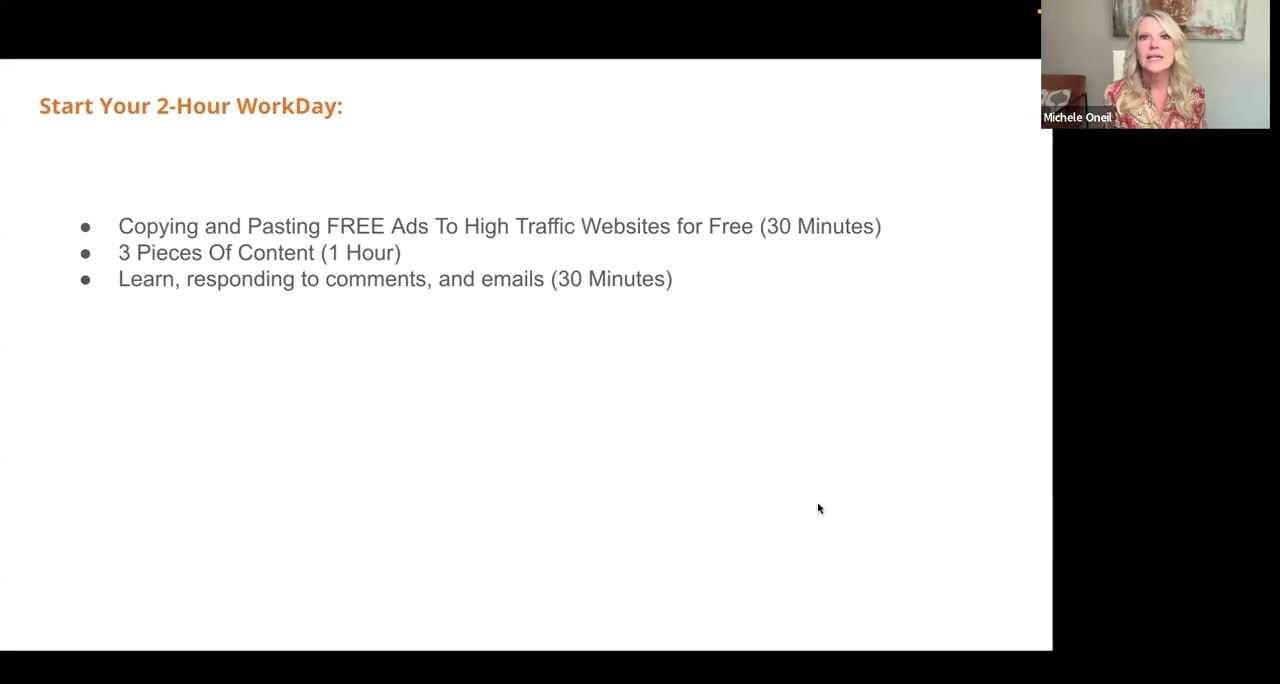 Start Your 2-Hour WorkDay:
● Copying and Pasting FREE Ads To High Traffic Websites for Free (30 Minutes)
● 3 Pieces Of Content (1 Hour)
● Learn, responding to comments, and emails (30 Minutes)
Michele Oneil